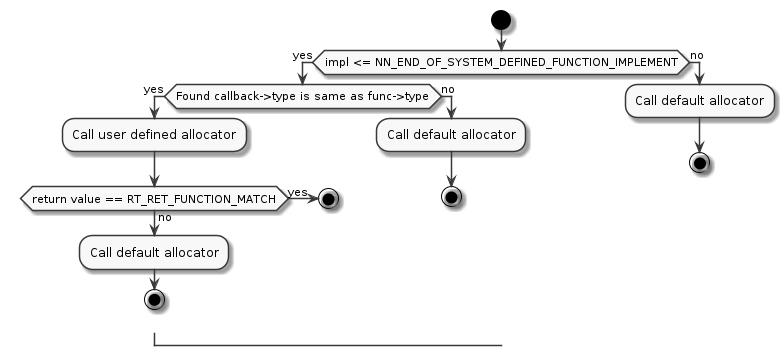 yes
impl <= NN_END_OF_SYSTEM_DEFINED_FUNCTION_IMPLEMENT
no
yes
Found callback->type is same as func->type
no
Call default allocator
Call user defined allocator
Call default allocator
return value == RT_RET_FUNCTION_MATCH
yes
no
Call default allocator